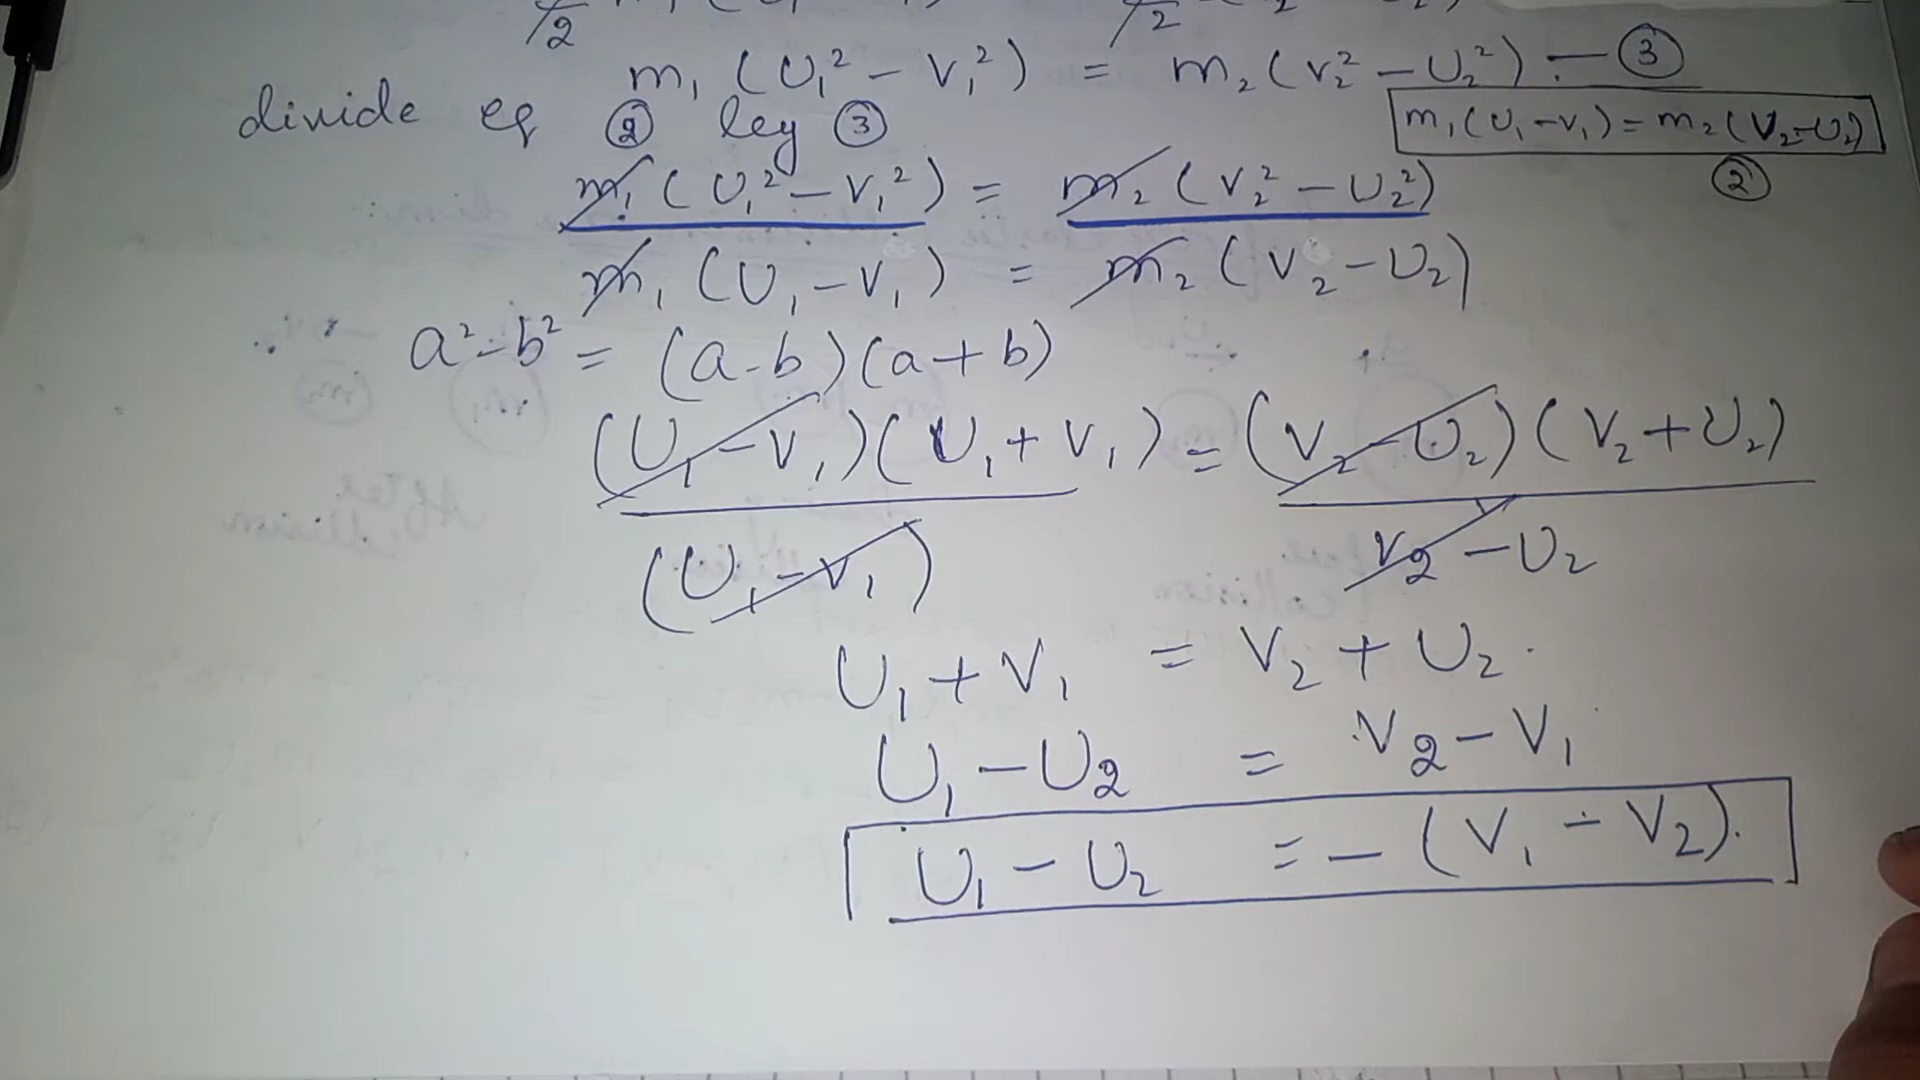 m₁ (U₁² - V₁²) = m₂ (V₂² - U₂²) - ③
divide eq ② ley ③
m₁(U₁-V₁) = m₂(V₂-U₂)
②
m₁ (U₁² - V₁²) = m₂ (V₂² - U₂²)
m₁ (U₁ - V₁) = m₂ (V₂ - U₂)
a² - b² = (a-b)(a+b)
(U₁ - V₁)(U₁ + V₁) = (V₂ - U₂)(V₂ + U₂)
(U₁ - V₁) V₂ - U₂
U₁ + V₁ = V₂ + U₂.
U₁ - U₂ = V₂ - V₁
U₁ - U₂ = - (V₁ - V₂).